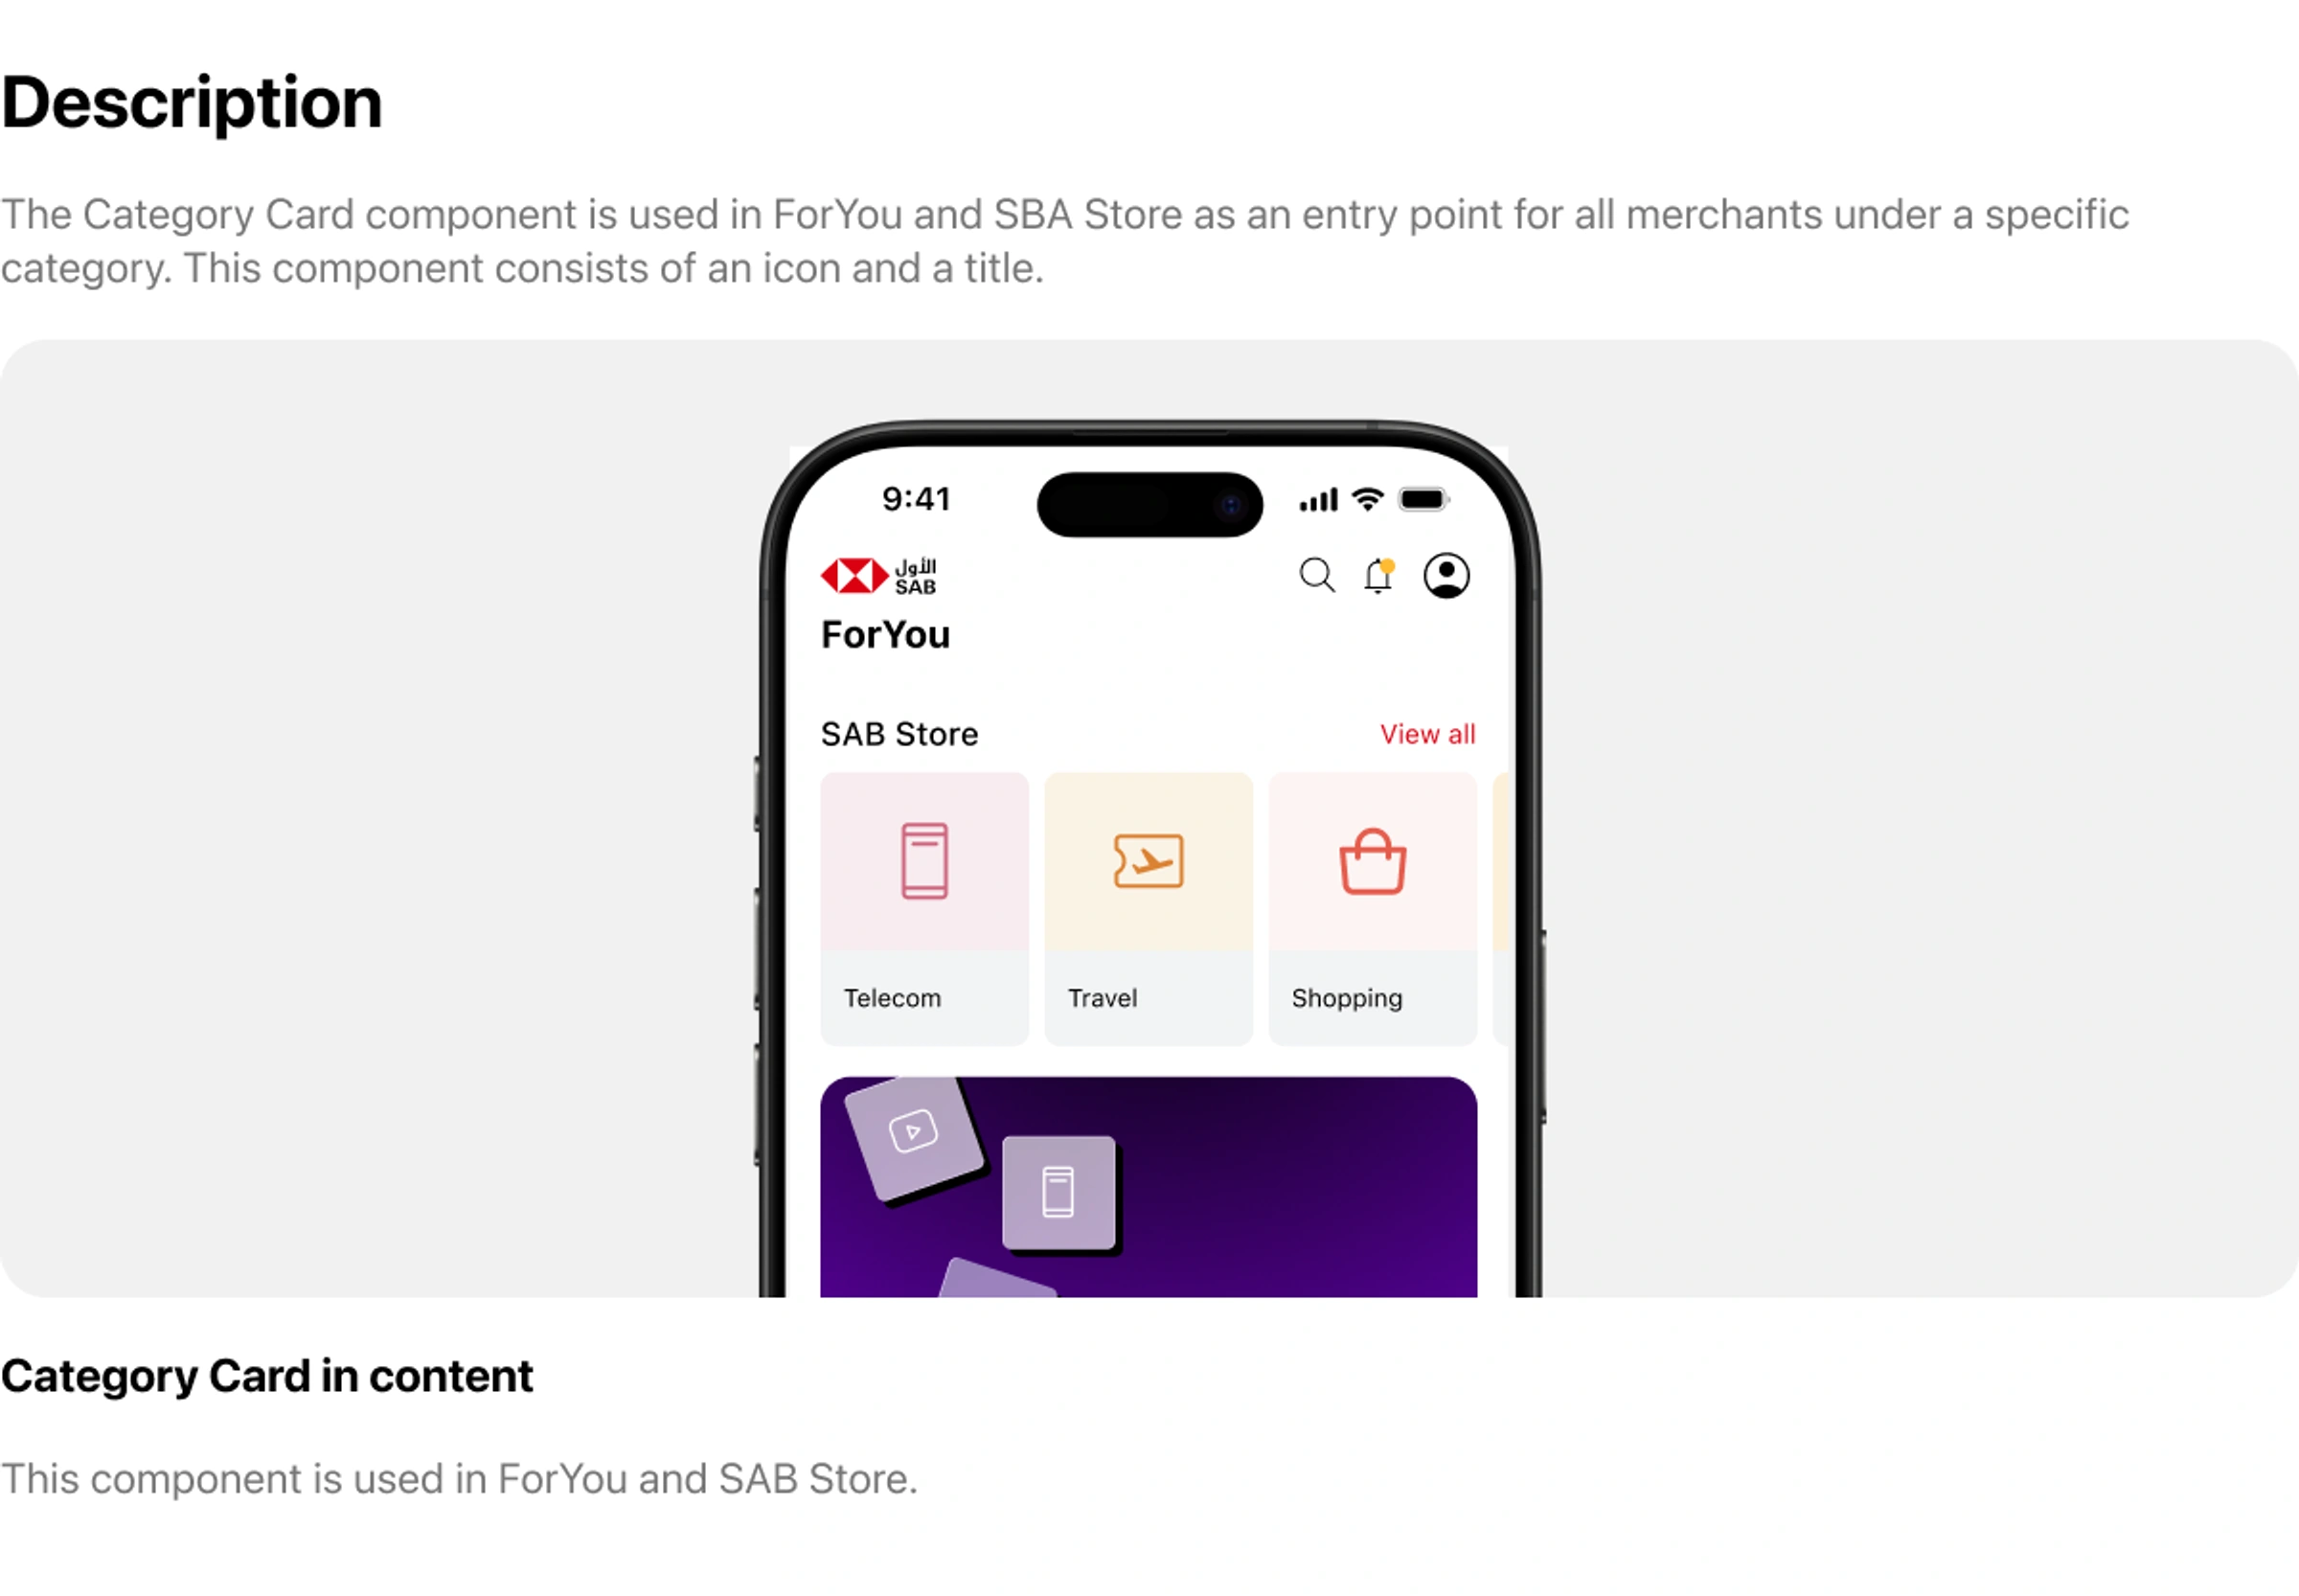 Description
The Category Card component is used in ForYou and SBA Store as an entry point for all merchants under a specific
category. This component consists of an icon and a title.
9:41
الأول
SAB
ForYou
SAB Store
View all
Telecom
Travel
Shopping
Category Card in content
This component is used in ForYou and SAB Store.